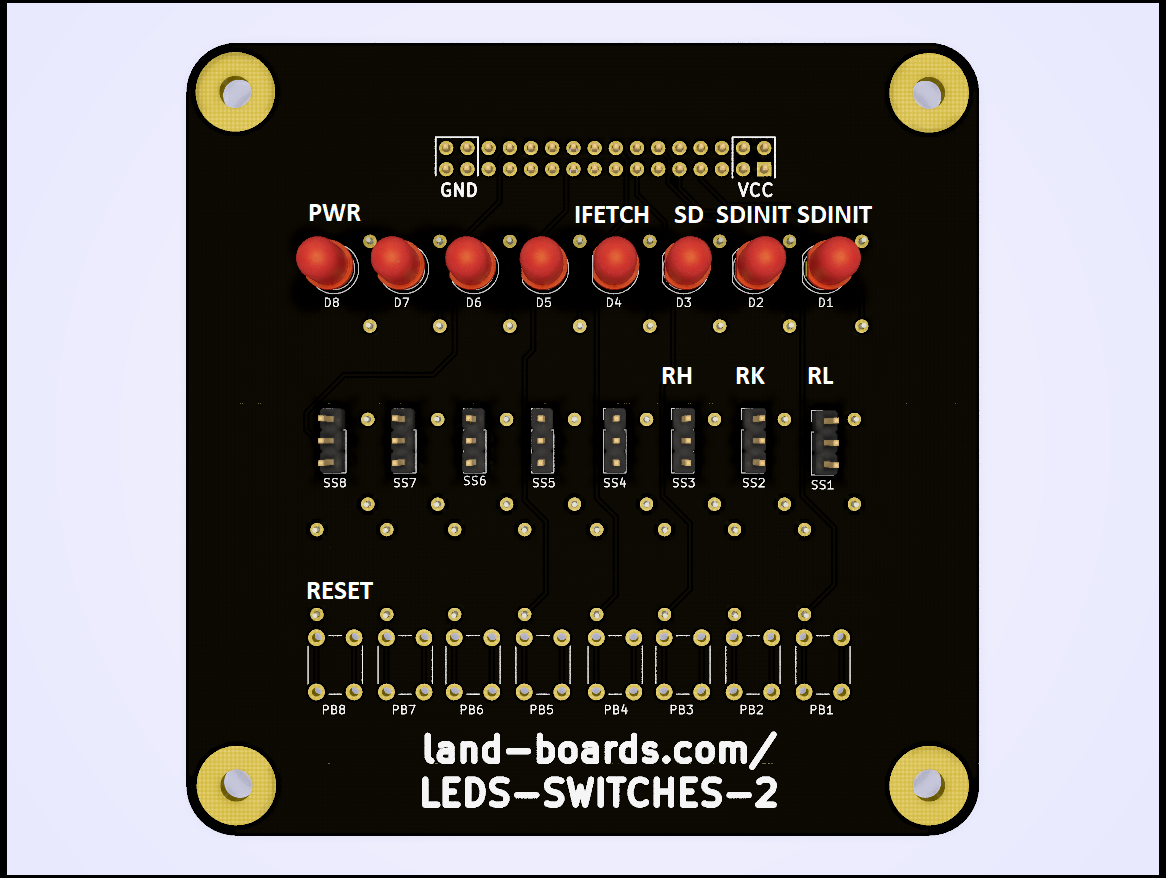 GND VCC
PWR IFETCH SD SDINIT SDINIT
D8 D7 D6 D5 D4 D3 D2 D1
RH RK RL
SS8 SS7 SS6 SS5 SS4 SS3 SS2 SS1
RESET
PB8 PB7 PB6 PB5 PB4 PB3 PB2 PB1
land-boards.com/
LEDS-SWITCHES-2